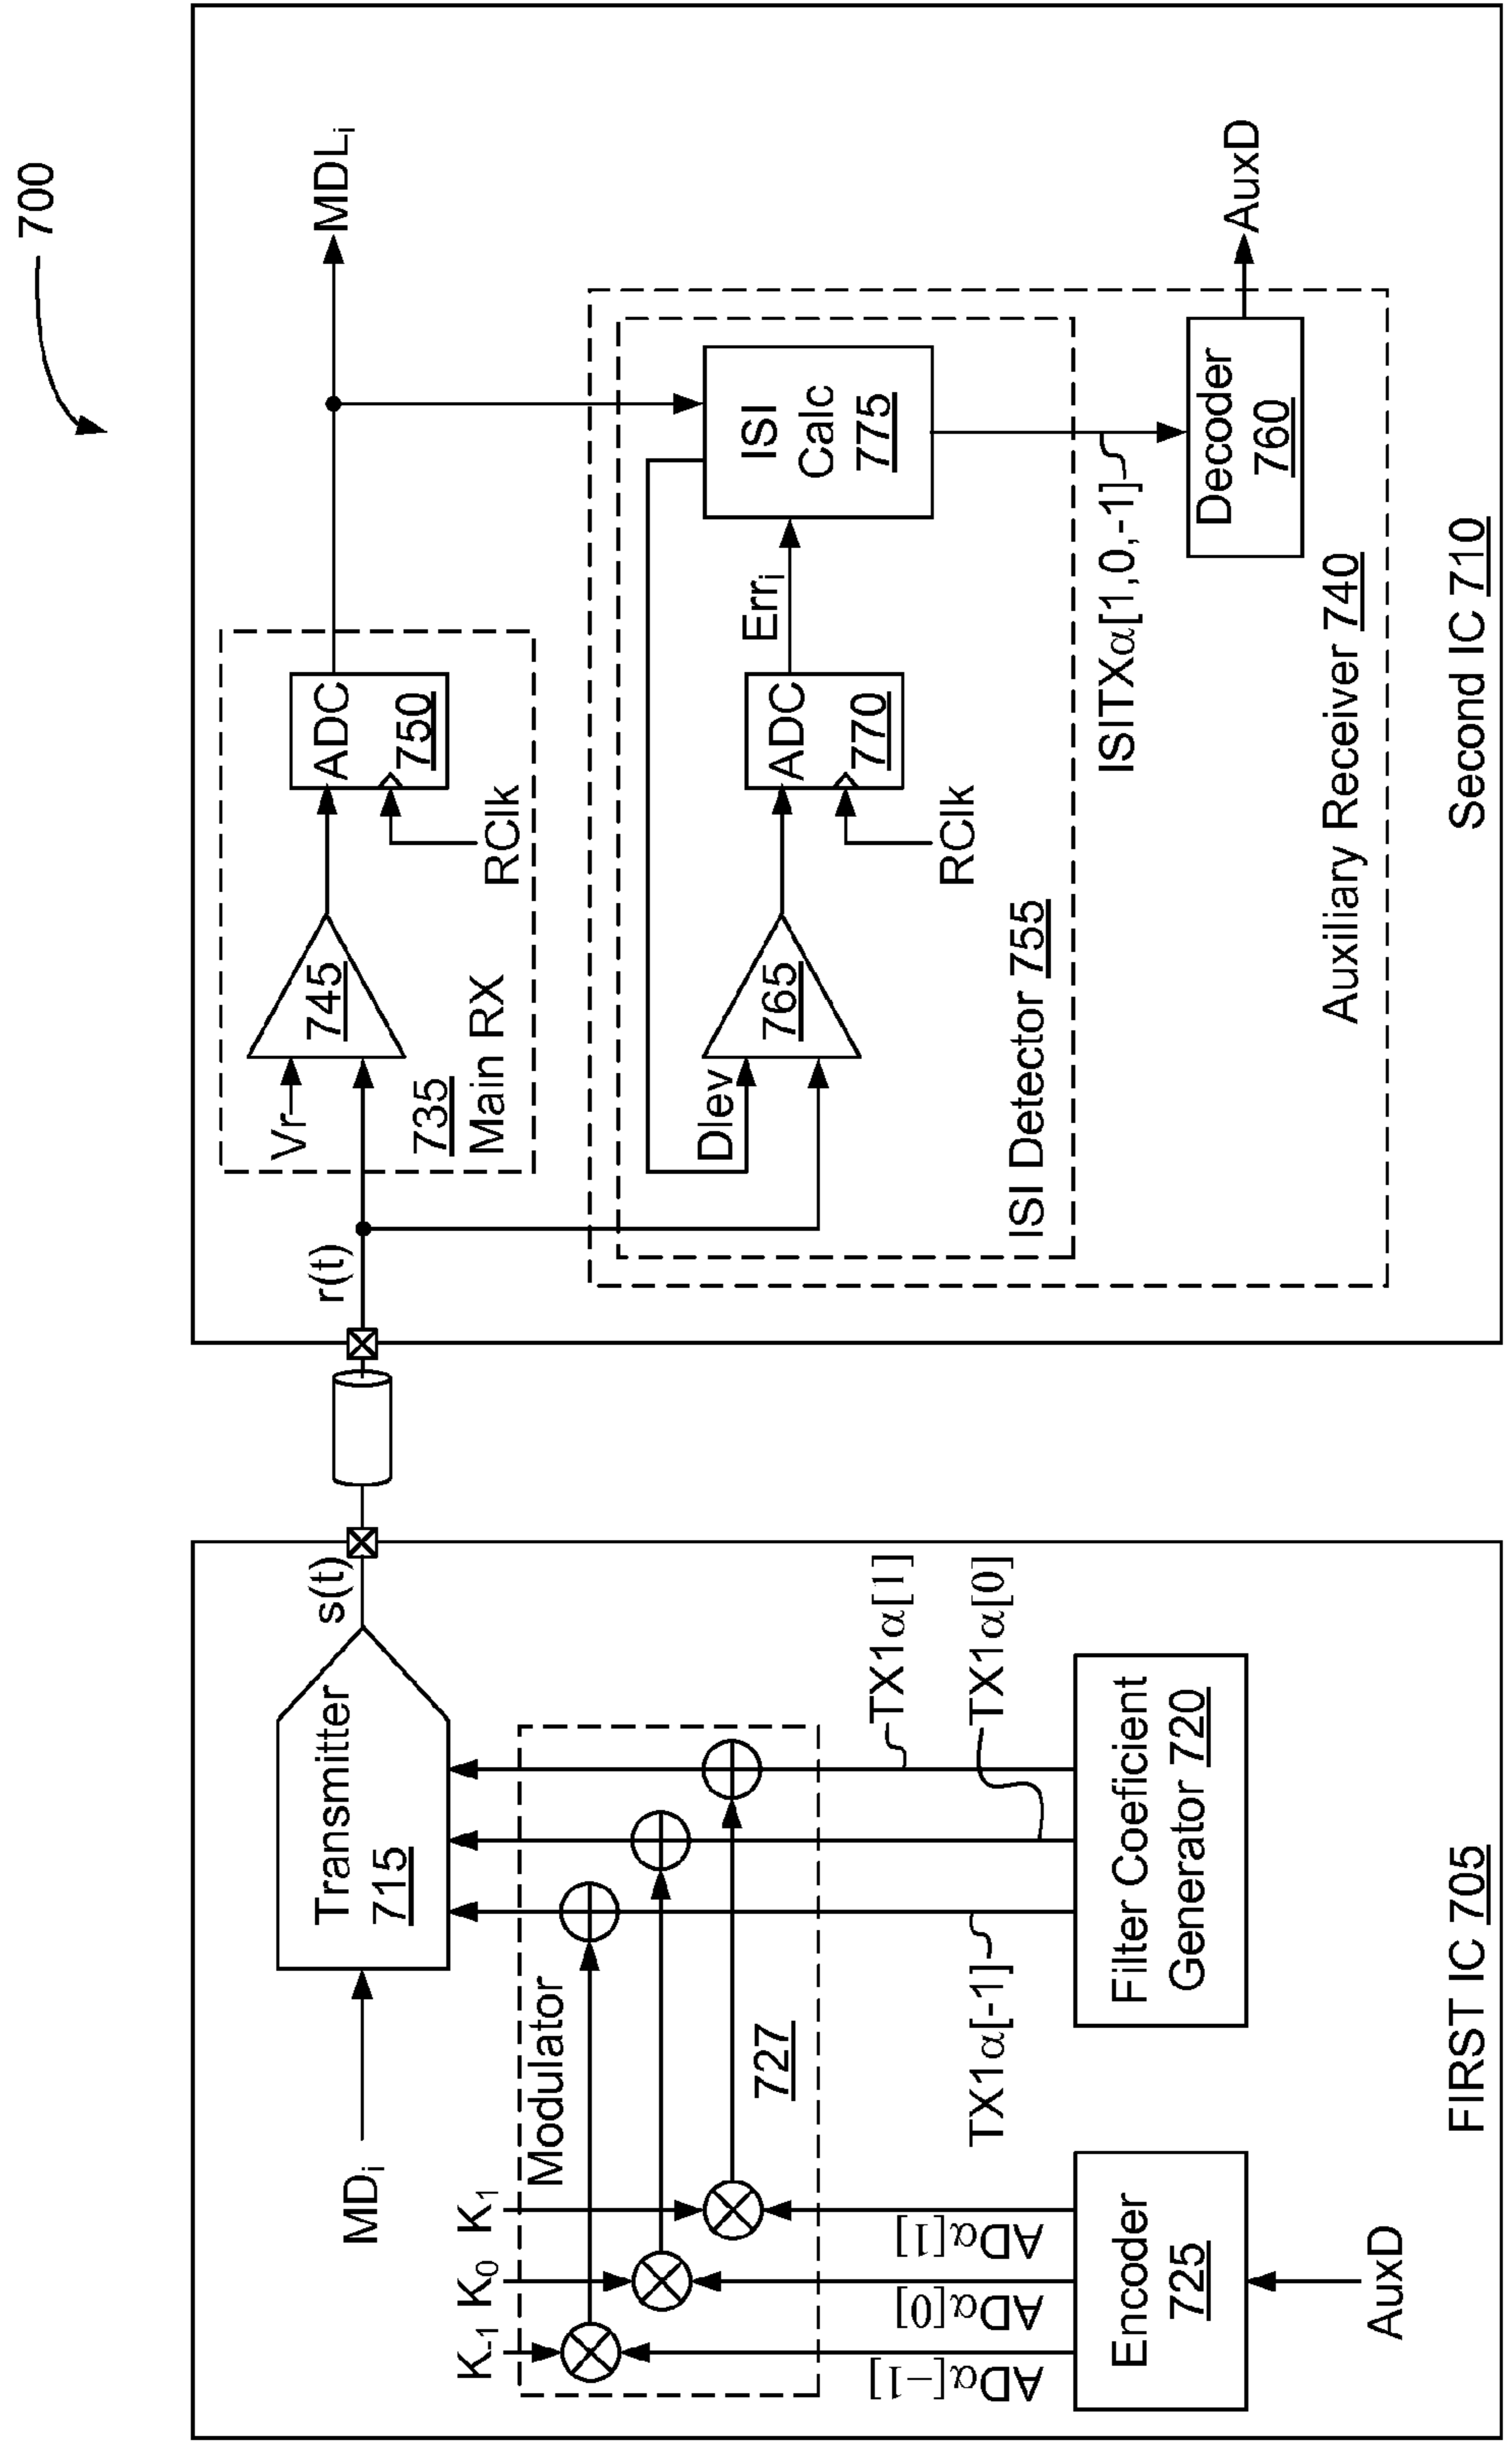 700
MDᵢ
Transmitter
715
s(t)
K₋₁
K₀
K₁
Modulator
727
ADα[−1]
ADα[0]
ADα[1]
TX1α[-1]
TX1α[1]
TX1α[0]
Encoder
725
AuxD
Filter Coeficient
Generator 720
FIRST IC 705
r(t)
Vr
745
ADC
750
RClk
735
Main RX
MDLᵢ
Dlev
765
ADC
770
RClk
Errᵢ
ISI
Calc
775
ISI Detector 755
ISITXα[1,0,-1]
Decoder
760
AuxD
Auxiliary Receiver 740
Second IC 710